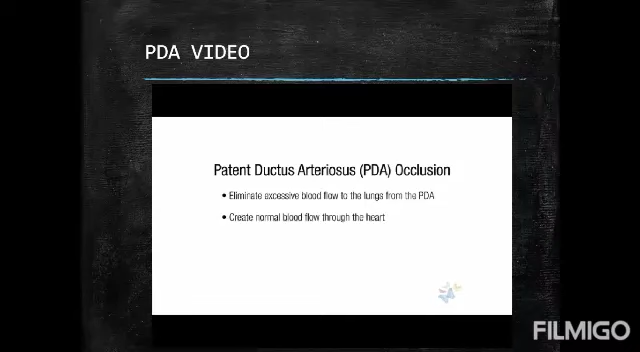 PDA VIDEO
Patent Ductus Arteriosus (PDA) Occlusion
• Eliminate excessive blood flow to the lungs from the PDA
• Create normal blood flow through the heart
FILMIGO